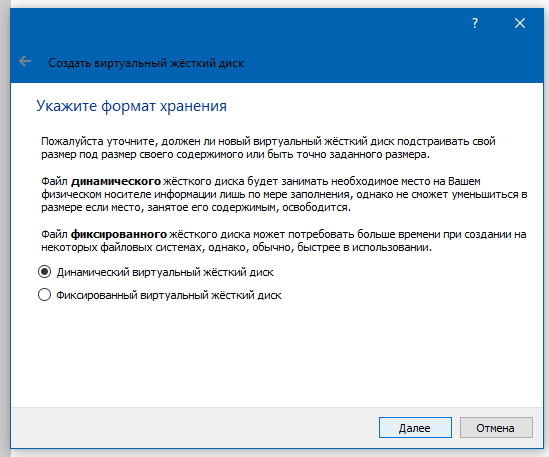 ?
Создать виртуальный жёсткий диск
Укажите формат хранения
Пожалуйста уточните, должен ли новый виртуальный жёсткий диск подстраивать свой
размер под размер своего содержимого или быть точно заданного размера.
Файл динамического жёсткого диска будет занимать необходимое место на Вашем
физическом носителе информации лишь по мере заполнения, однако не сможет уменьшиться в
размере если место, занятое его содержимым, освободится.
Файл фиксированного жёсткого диска может потребовать больше времени при создании на
некоторых файловых системах, однако, обычно, быстрее в использовании.
Динамический виртуальный жёсткий диск
Фиксированный виртуальный жёсткий диск
Далее
Отмена